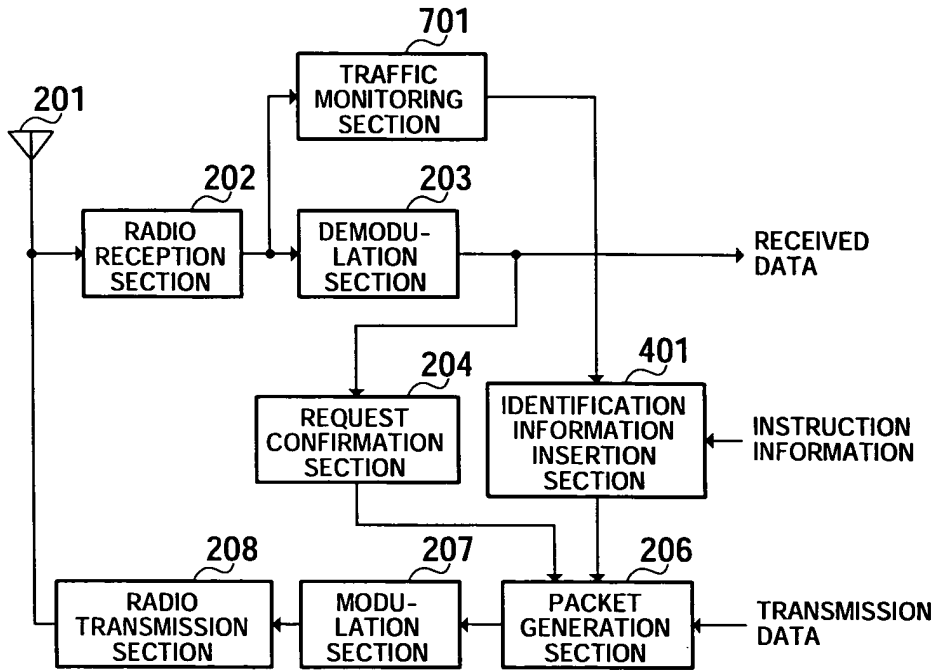 701
TRAFFIC
MONITORING
SECTION
201
202
RADIO
RECEPTION
SECTION
203
DEMODU-
LATION
SECTION
RECEIVED
DATA
204
REQUEST
CONFIRMATION
SECTION
401
IDENTIFICATION
INFORMATION
INSERTION
SECTION
INSTRUCTION
INFORMATION
208
RADIO
TRANSMISSION
SECTION
207
MODU-
LATION
SECTION
206
PACKET
GENERATION
SECTION
TRANSMISSION
DATA